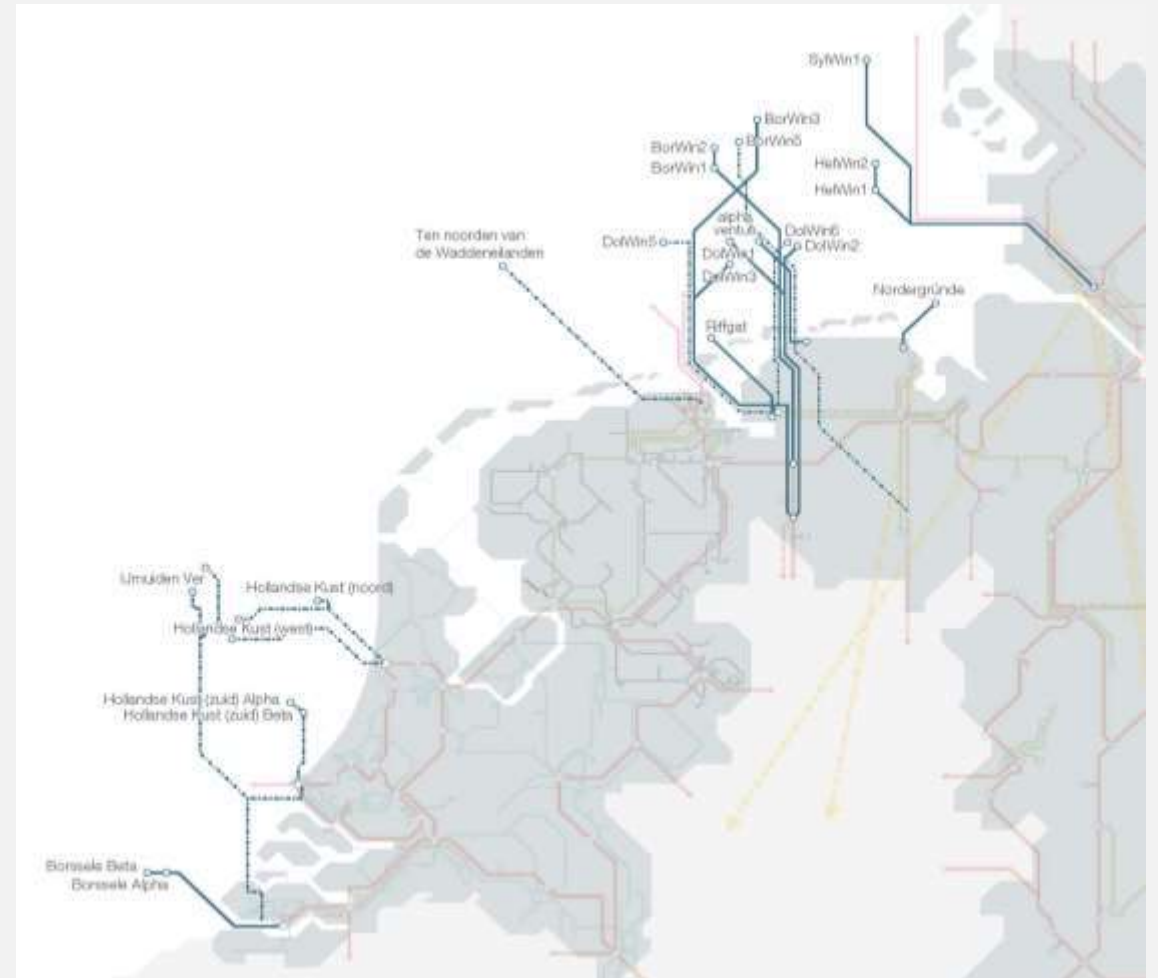 SylWin1
BorWin3
BorWin2
BorWin5
BorWin1
HelWin2
HelWin1
alpha
ventus
Ten noorden van
de Waddeneilanden
DolWin5
DolWin6
DolWin2
DolWin1
DolWin3
Nordergründe
Riffgat
IJmuiden Ver
Hollandse Kust (noord)
Hollandse Kust (west)
Hollandse Kust (zuid) Alpha
Hollandse Kust (zuid) Beta
Borssele Beta
Borssele Alpha